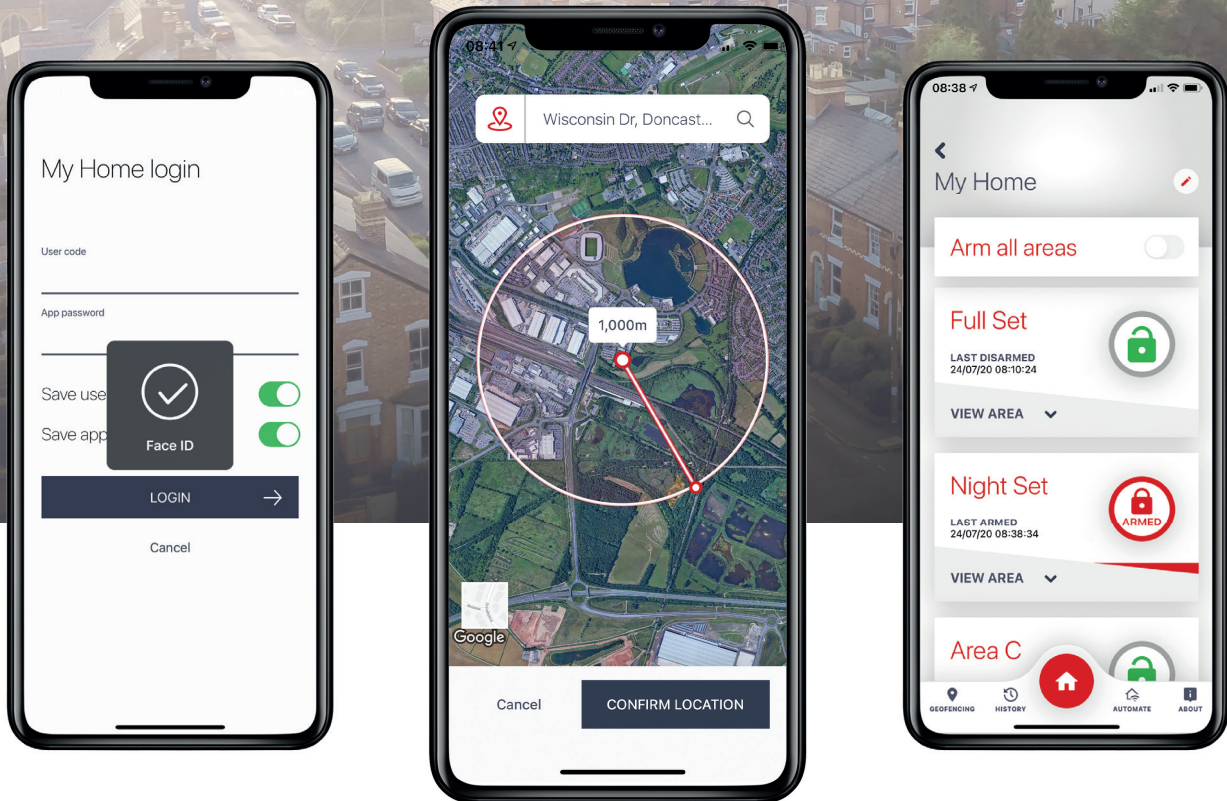 My Home login
User code
App password
Save use
Save app
Face ID
LOGIN
Cancel
08:41
Wisconsin Dr, Doncast...
1,000m
Google
Cancel
CONFIRM LOCATION
08:38
My Home
Arm all areas
Full Set
LAST DISARMED
24/07/20 08:10:24
VIEW AREA
Night Set
ARMED
LAST ARMED
24/07/20 08:38:34
VIEW AREA
Area C
GEOFENCING HISTORY AUTOMATE ABOUT